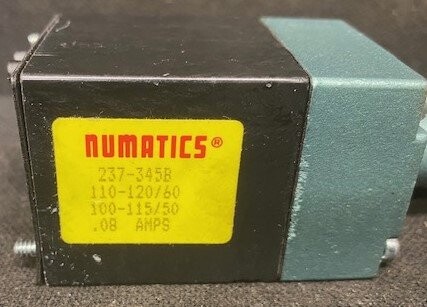 NUMATICS®
237-345B
110-120/60
100-115/50
.08 AMPS